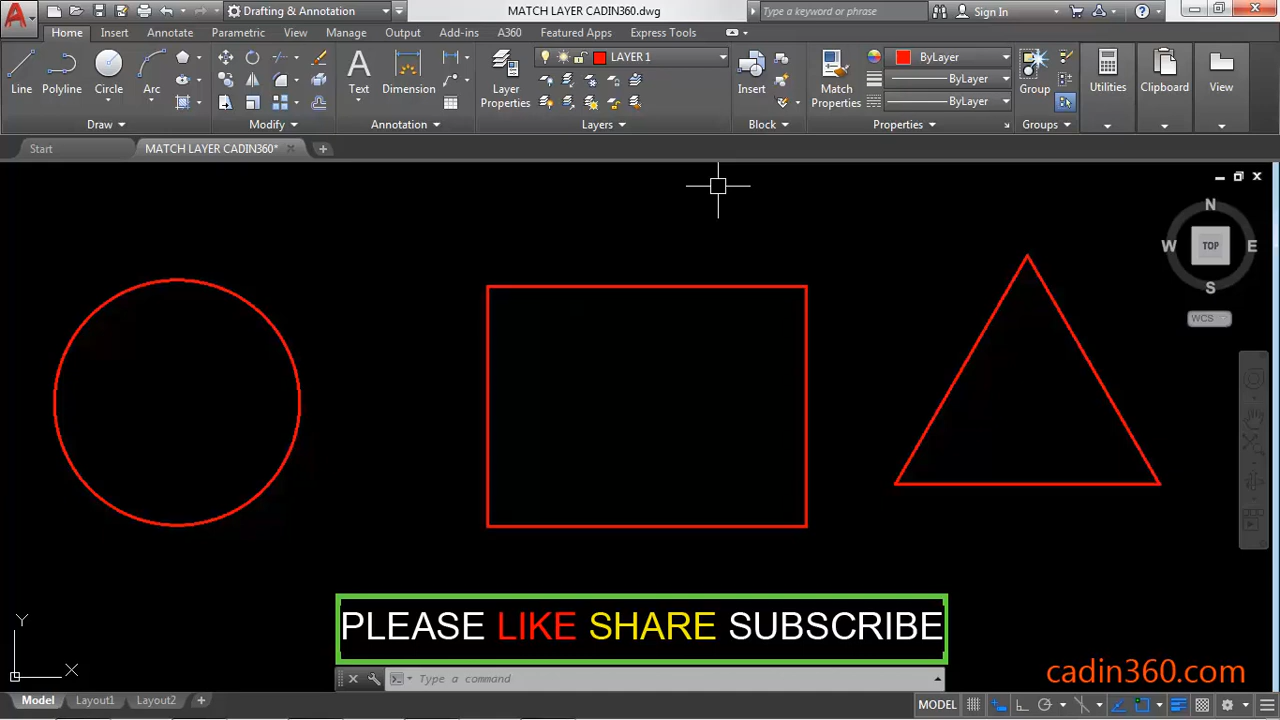 Drafting & Annotation
MATCH LAYER CADIN360.dwg
Type a keyword or phrase
Sign In
Home
Insert
Annotate
Parametric
View
Manage
Output
Add-ins
A360
Featured Apps
Express Tools
Line
Polyline
Circle
Arc
Text
Dimension
Layer
Properties
LAYER 1
Insert
Match
Properties
ByLayer
ByLayer
ByLayer
Group
Utilities
Clipboard
View
Draw
Modify
Annotation
Layers
Block
Properties
Groups
Start
MATCH LAYER CADIN360*
N
W
TOP
E
S
WCS
Y
X
PLEASE LIKE SHARE SUBSCRIBE
Type a command
cadin360.com
Model
Layout1
Layout2
MODEL